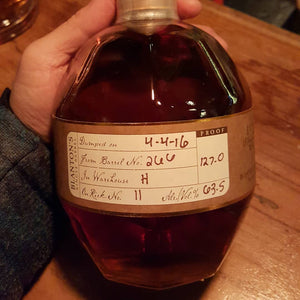 BLANTON'S
Dumped on 4-4-16
PROOF
From Barrel No. 266
127.0
In Warehouse H
On Rick No. 11 Alc/Vol.% 63.5